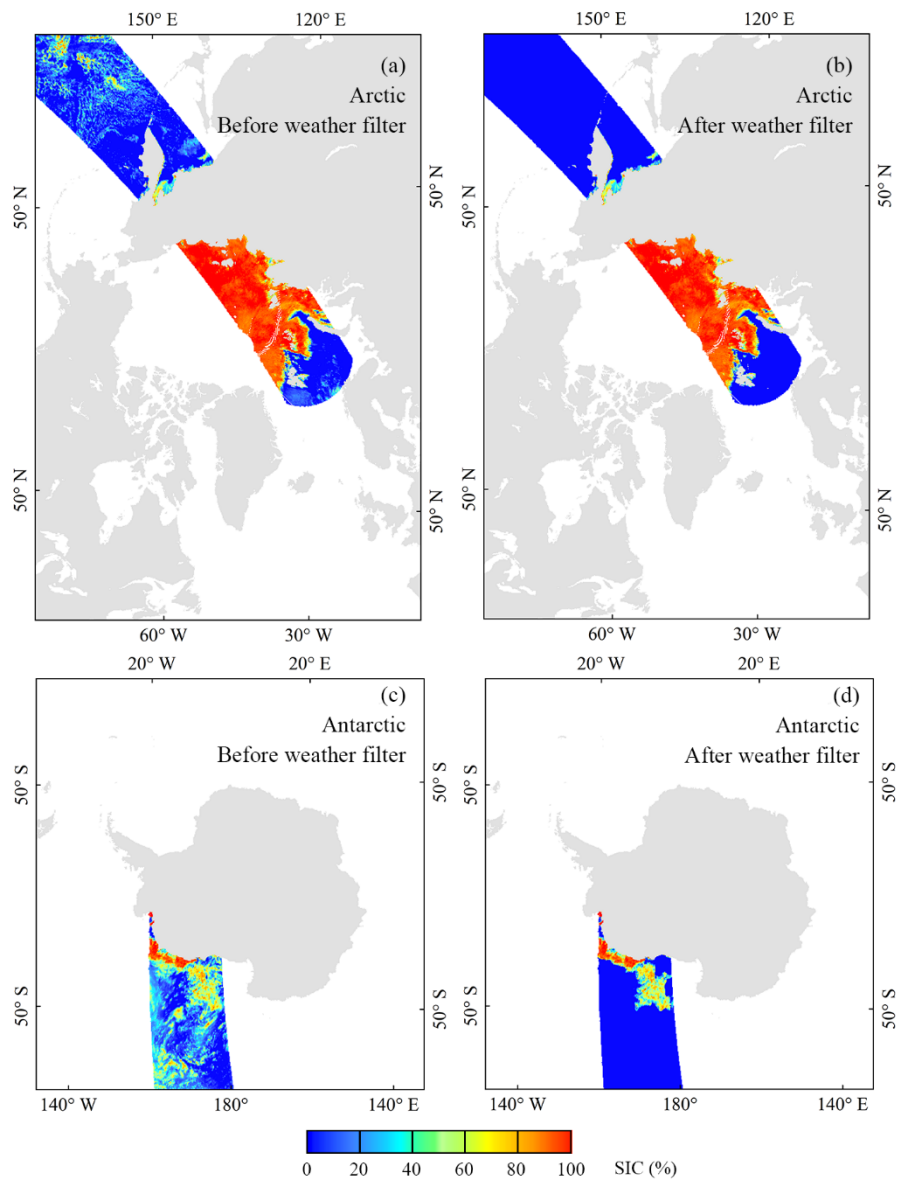 150° E 120° E 150° E 120° E
(a)
Arctic
Before weather filter
(b)
Arctic
After weather filter
50° N 50° N 50° N 50° N
50° N 50° N 50° N 50° N
60° W 30° W 60° W 30° W
20° W 20° E 20° W 20° E
(c)
Antarctic
Before weather filter
(d)
Antarctic
After weather filter
50° S 50° S 50° S 50° S
50° S 50° S 50° S 50° S
140° W 180° 140° E 140° W 180° 140° E
0 20 40 60 80 100 SIC (%)